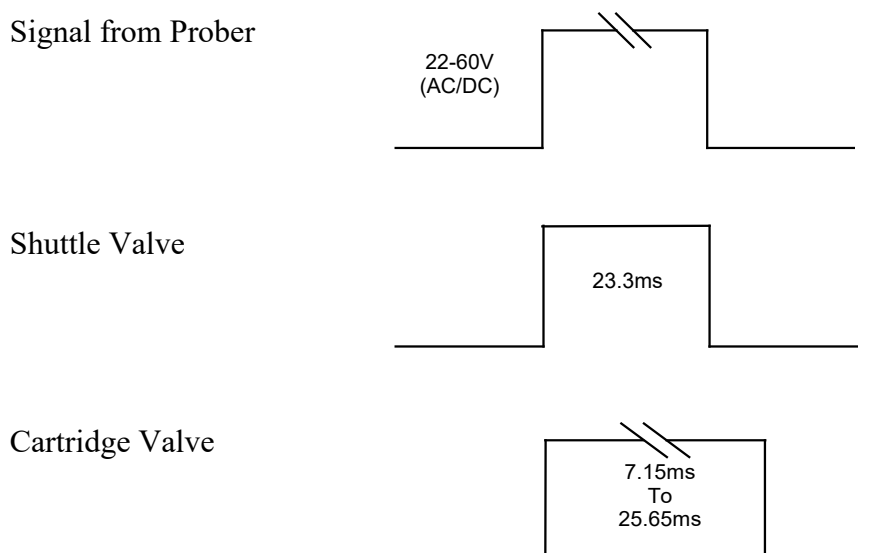 Signal from Prober
22-60V
(AC/DC)
Shuttle Valve
23.3ms
Cartridge Valve
7.15ms
To
25.65ms